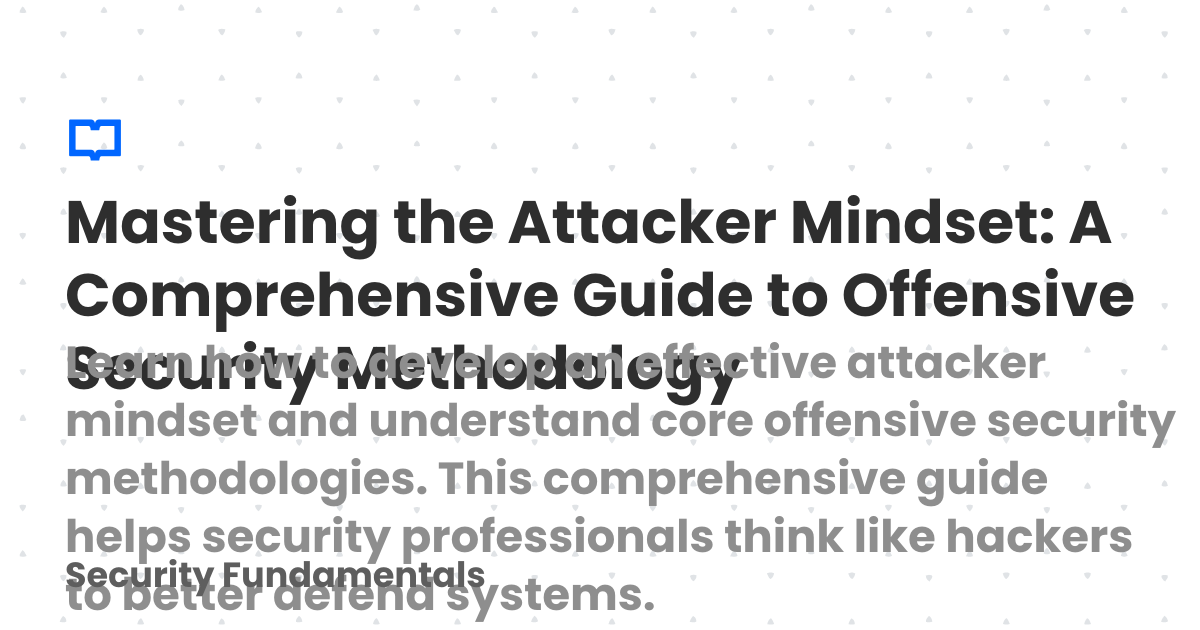 Mastering the Attacker Mindset: A
Comprehensive Guide to Offensive
Security Methodology
Learn how to develop an effective attacker
mindset and understand core offensive security
methodologies. This comprehensive guide
helps security professionals think like hackers
to better defend systems.
Security Fundamentals